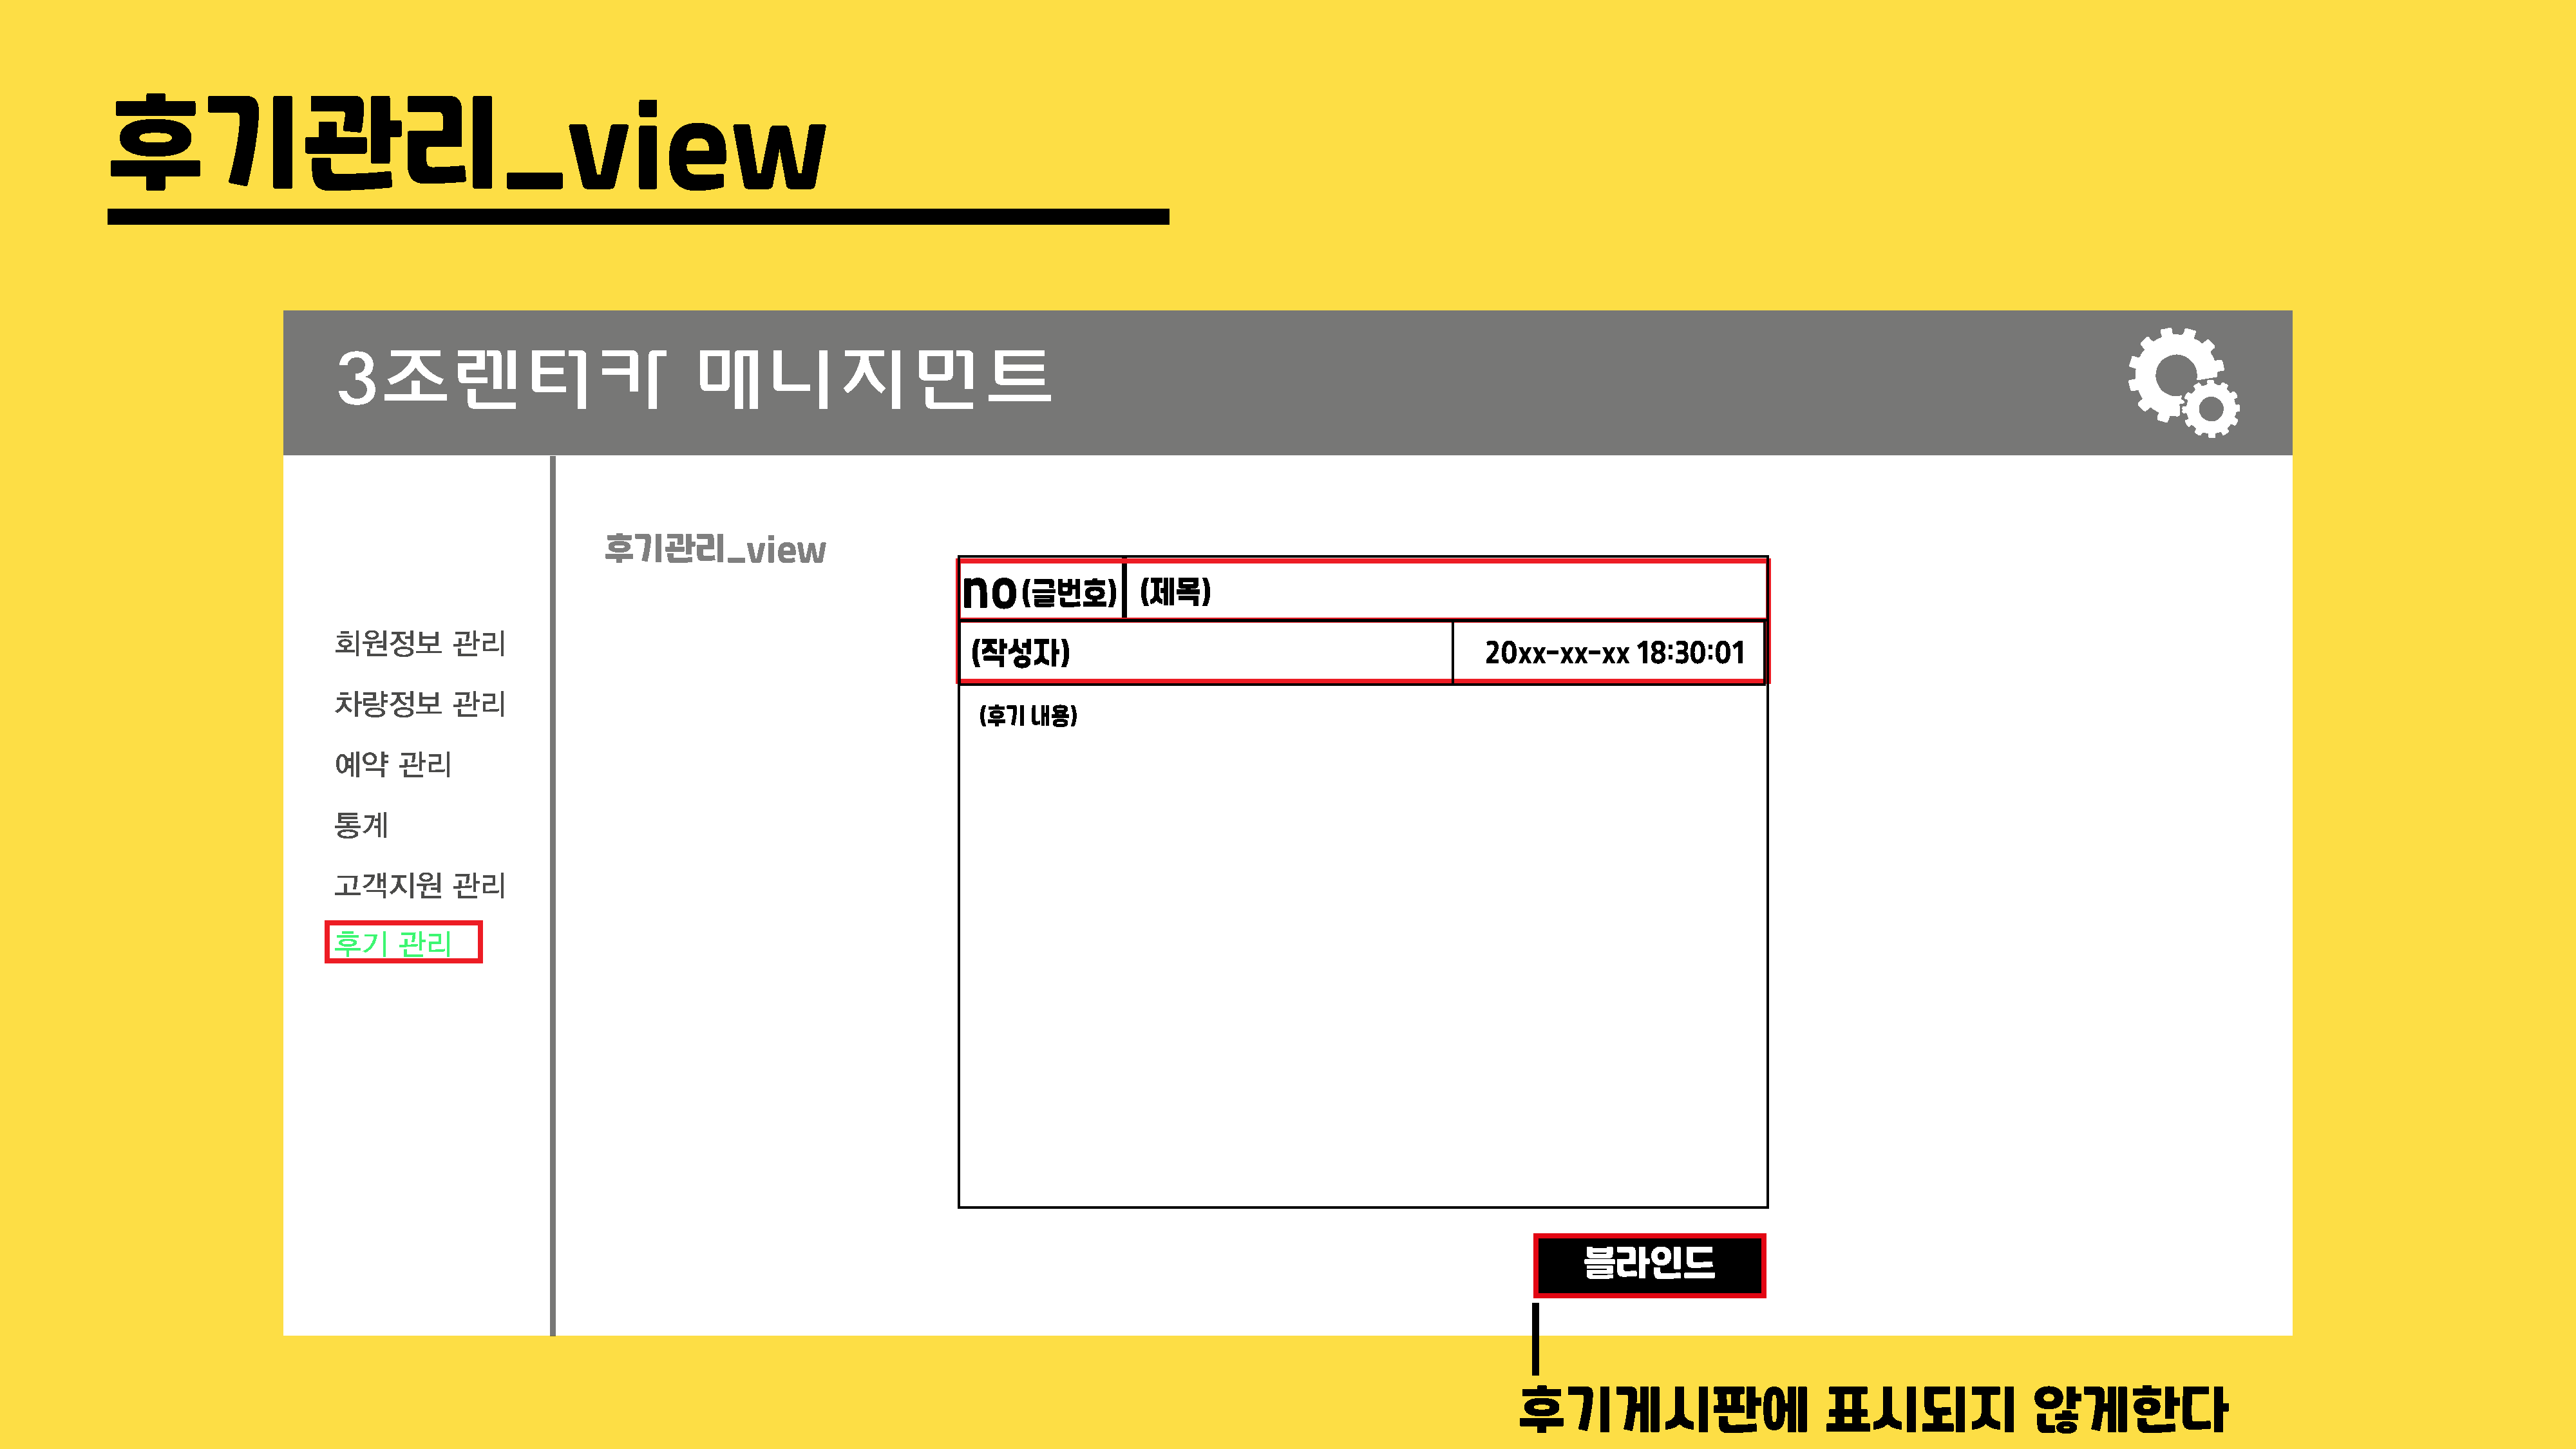 후기관리_view
3조렌터카 매니지먼트
후기관리_view
회원정보 관리
차량정보 관리
예약 관리
통계
고객지원 관리
후기 관리
no(글번호) (제목)
(작성자) 20xx-xx-xx 18:30:01
(후기 내용)
블라인드
후기게시판에 표시되지 않게한다